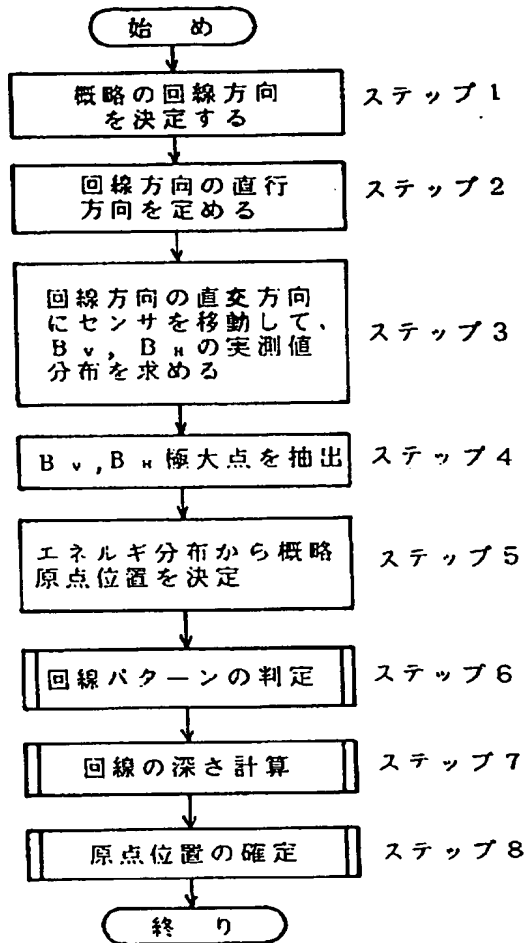 始め
概略の回線方向 ステップ1
を決定する
回線方向の直行 ステップ2
方向を定める
回線方向の直交方向
にセンサを移動して、 ステップ3
Bv, BHの実測値
分布を求める
Bv,BH極大点を抽出 ステップ4
エネルギ分布から概略 ステップ5
原点位置を決定
回線パターンの判定 ステップ6
回線の深さ計算 ステップ7
原点位置の確定 ステップ8
終り